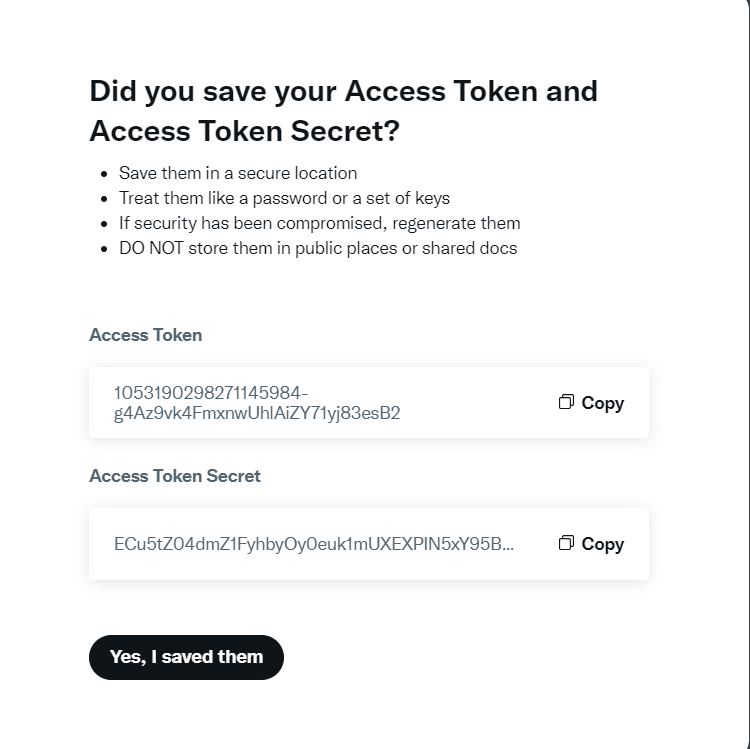 Did you save your Access Token and
Access Token Secret?
• Save them in a secure location
• Treat them like a password or a set of keys
• If security has been compromised, regenerate them
• DO NOT store them in public places or shared docs
Access Token
1053190298271145984-
g4Az9vk4FmxnwUhlAiZY71yj83esB2
Copy
Access Token Secret
ECu5tZ04dmZ1FyhbyOy0euk1mUXEXPIN5xY95B...
Copy
Yes, I saved them